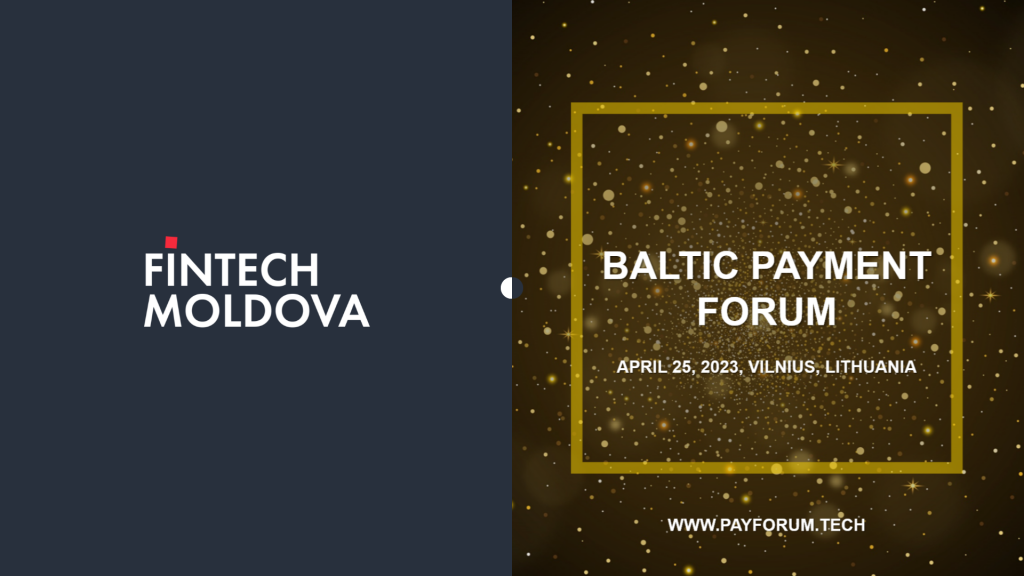 FINTECH
MOLDOVA
BALTIC PAYMENT
FORUM
APRIL 25, 2023, VILNIUS, LITHUANIA
WWW.PAYFORUM.TECH